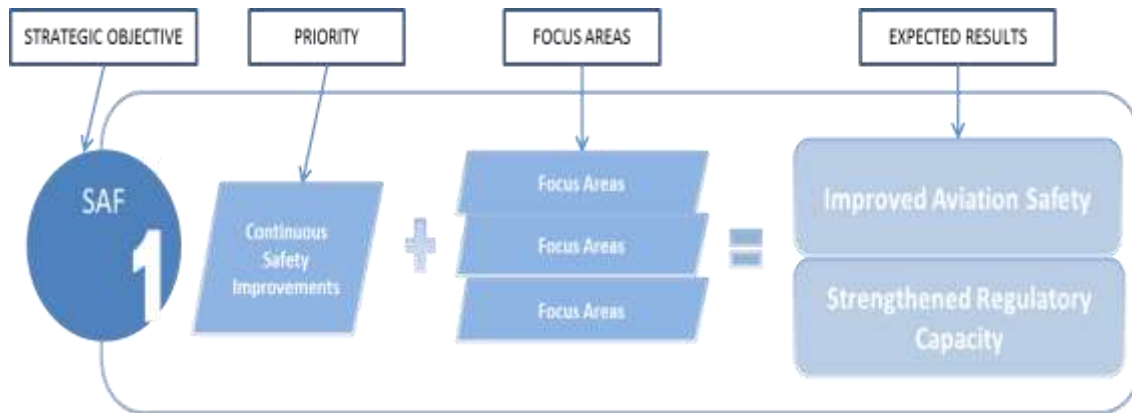 STRATEGIC OBJECTIVE
PRIORITY
FOCUS AREAS
EXPECTED RESULTS
SAF
1
Continuous
Safety
Improvements
+
Focus Areas
Focus Areas
Focus Areas
=
Improved Aviation Safety
Strengthened Regulatory
Capacity